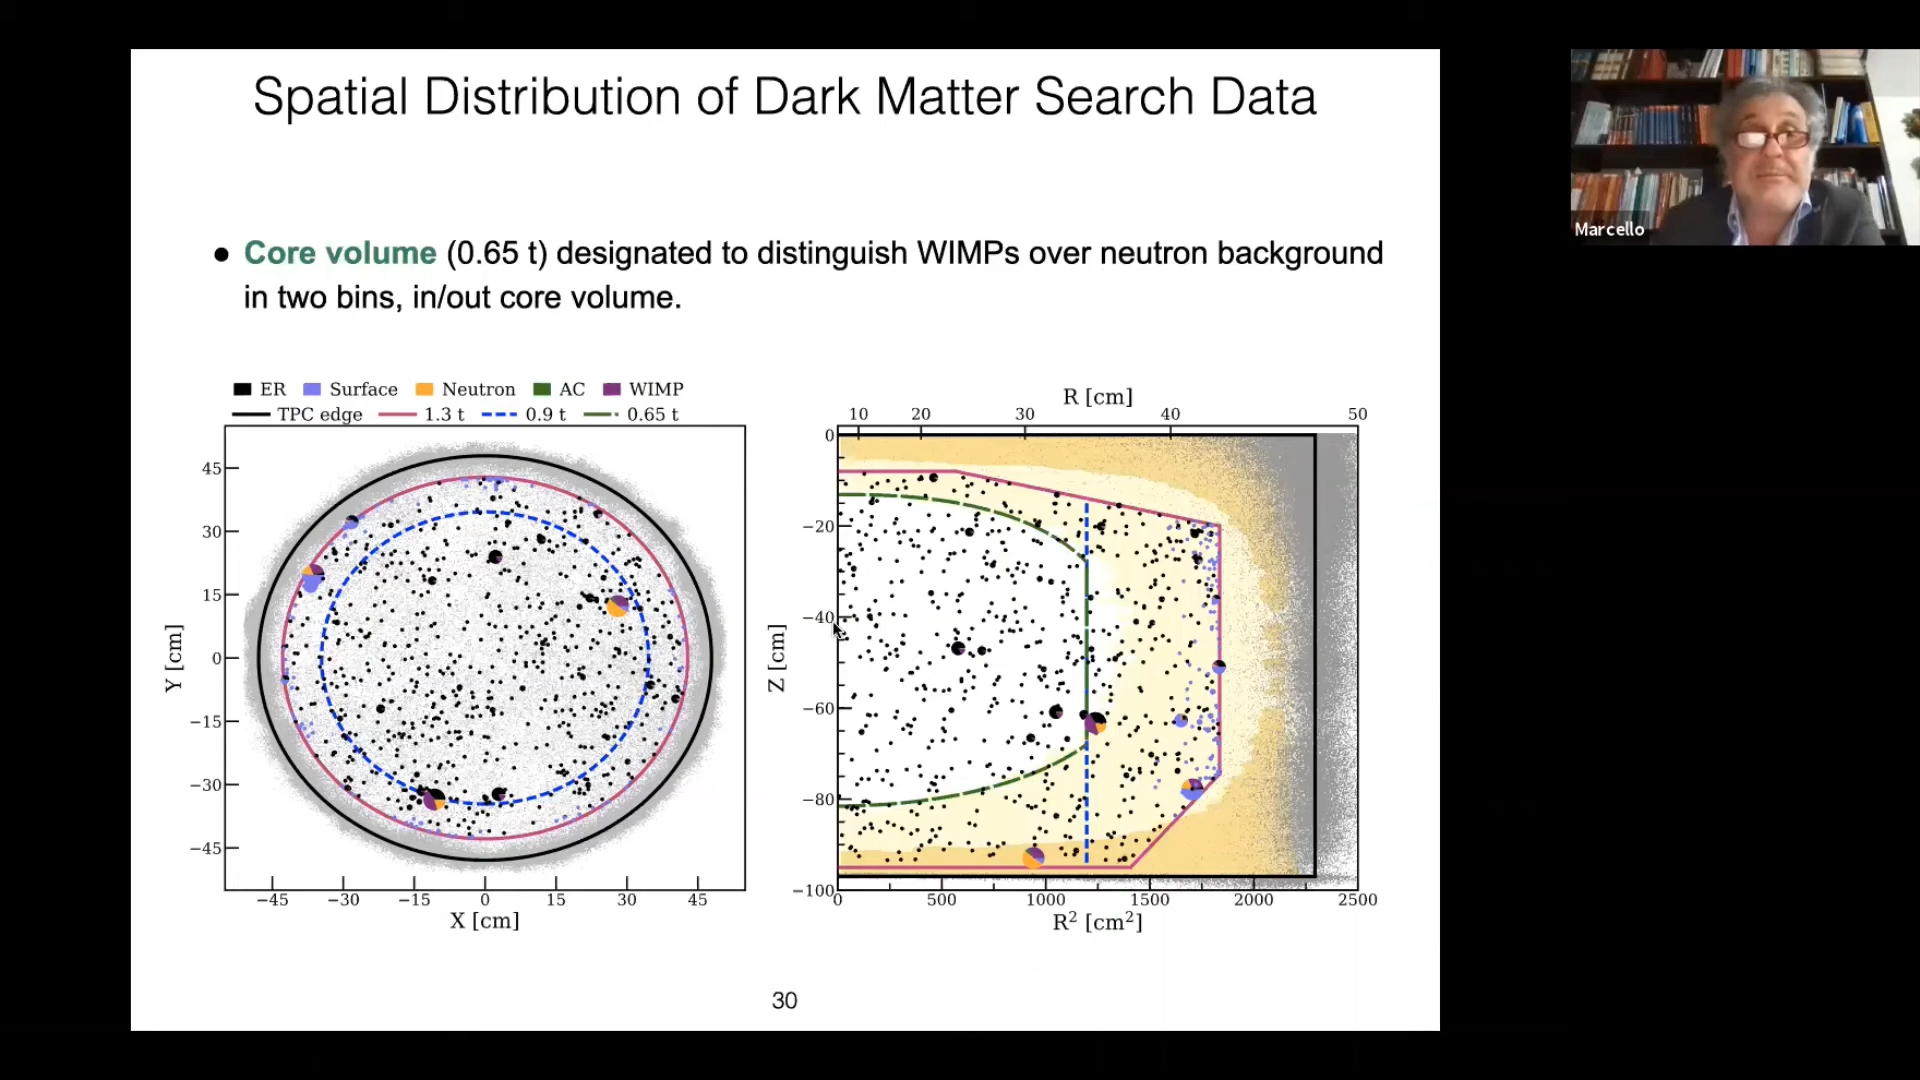 Spatial Distribution of Dark Matter Search Data
Marcello
● Core volume (0.65 t) designated to distinguish WIMPs over neutron background
in two bins, in/out core volume.
ER Surface Neutron AC WIMP
TPC edge 1.3 t 0.9 t 0.65 t
45
30
15
0
−15
−30
−45
Y [cm]
−45 −30 −15 0 15 30 45
X [cm]
R [cm]
10 20 30 40 50
0
−20
−40
−60
−80
−100
Z [cm]
0 500 1000 1500 2000 2500
R² [cm²]
30